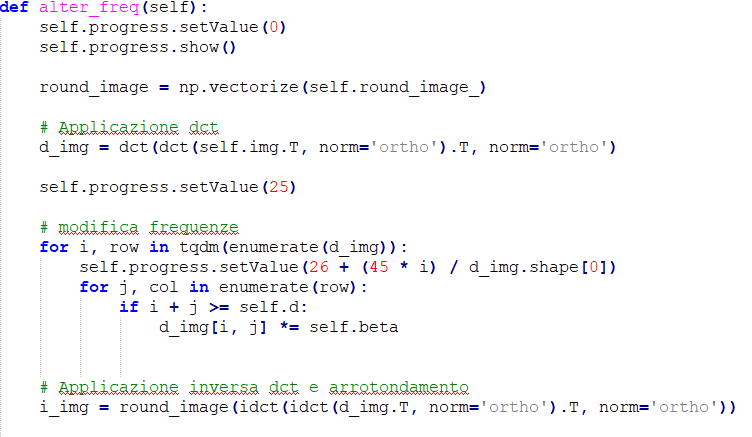 def alter_freq(self):
    self.progress.setValue(0)
    self.progress.show()

    round_image = np.vectorize(self.round_image_)

    # Applicazione dct
    d_img = dct(dct(self.img.T, norm='ortho').T, norm='ortho')

    self.progress.setValue(25)

    # modifica frequenze
    for i, row in tqdm(enumerate(d_img)):
        self.progress.setValue(26 + (45 * i) / d_img.shape[0])
        for j, col in enumerate(row):
            if i + j >= self.d:
                d_img[i, j] *= self.beta


    # Applicazione inversa dct e arrotondamento
    i_img = round_image(idct(idct(d_img.T, norm='ortho').T, norm='ortho'))